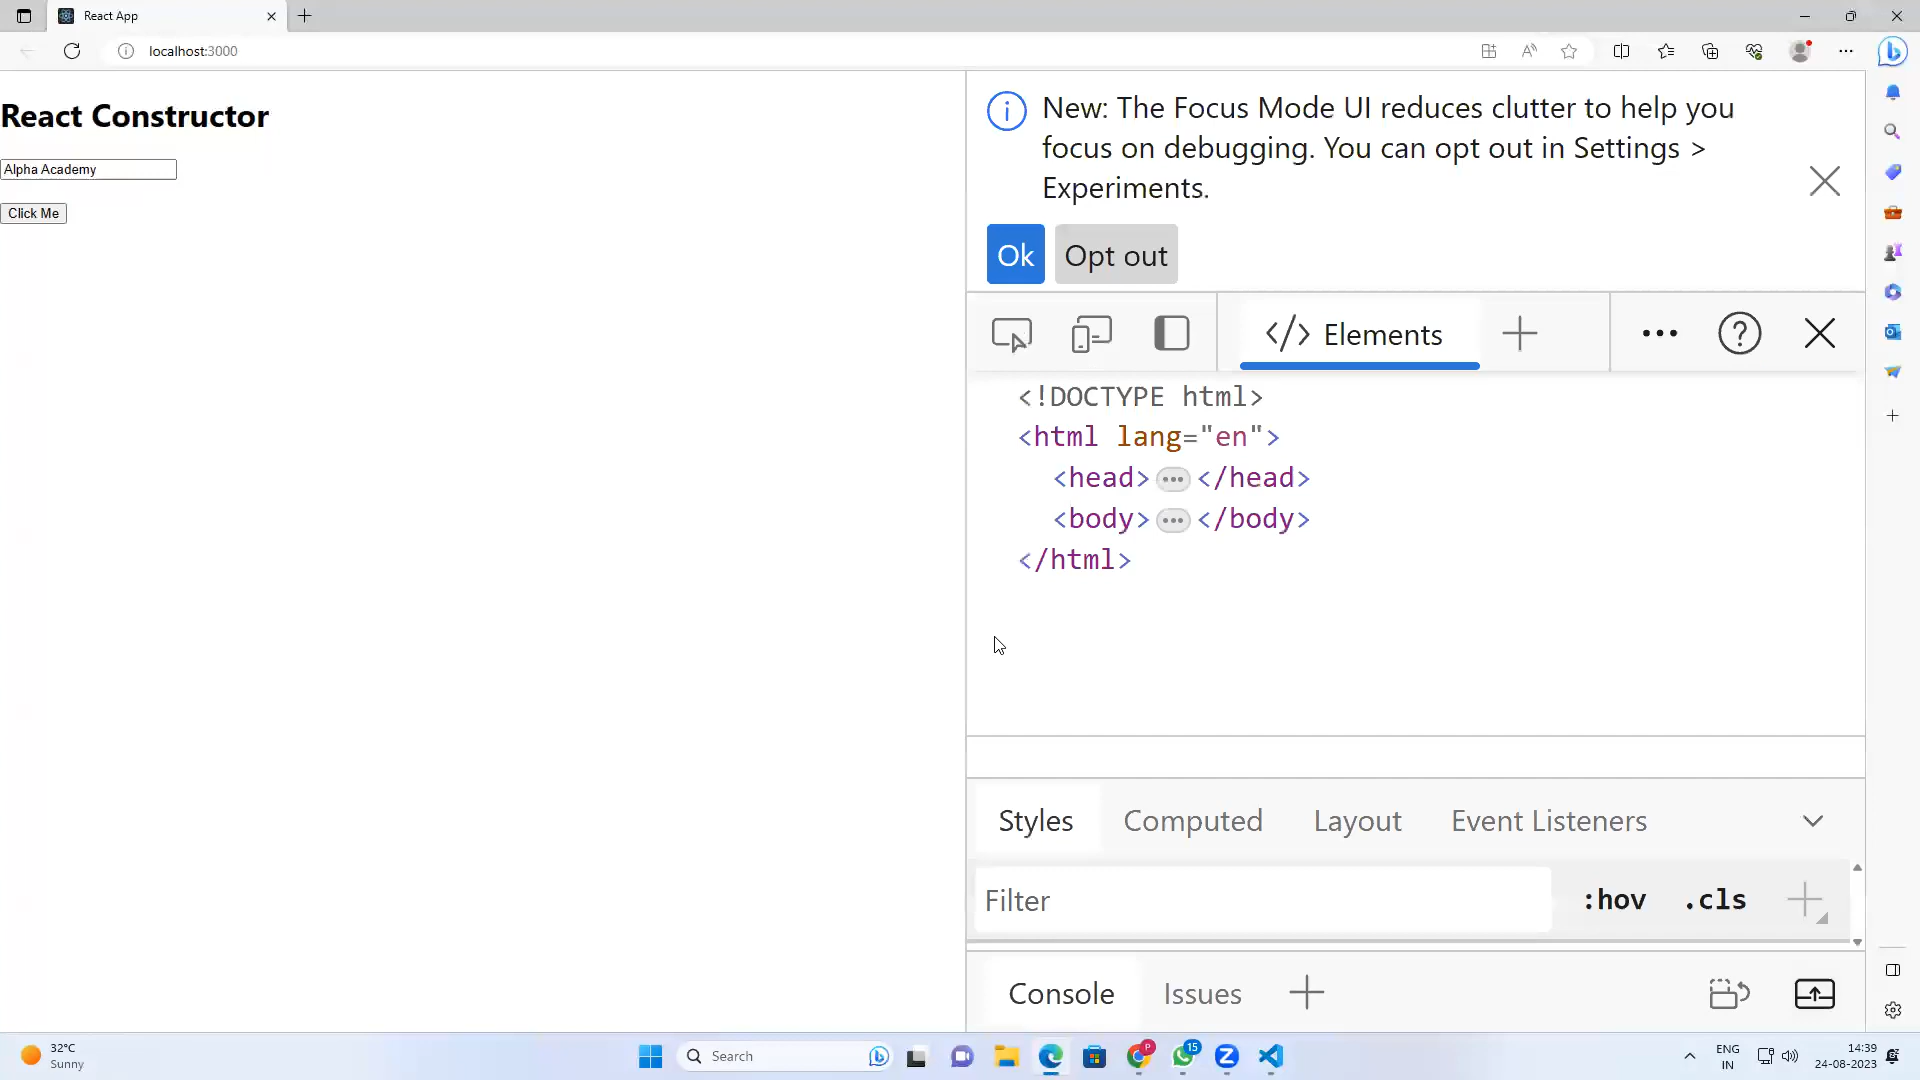 React App
localhost:3000
React Constructor
Alpha Academy
Click Me
New: The Focus Mode UI reduces clutter to help you
focus on debugging. You can opt out in Settings >
Experiments.
Ok
Opt out
</> Elements
<!DOCTYPE html>
<html lang="en">
<head> ••• </head>
<body> ••• </body>
</html>
Styles
Computed
Layout
Event Listeners
Filter
:hov
.cls
Console
Issues
32°C
Sunny
Search
P
15
ENG
IN
14:39
24-08-2023